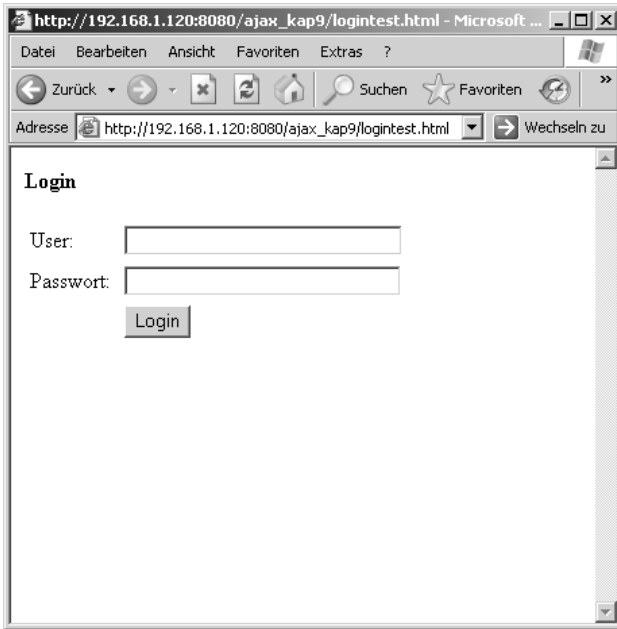 http://192.168.1.120:8080/ajax_kap9/logintest.html - Microsoft ...
Datei Bearbeiten Ansicht Favoriten Extras ?
Zurück Suchen Favoriten »
Adresse http://192.168.1.120:8080/ajax_kap9/logintest.html Wechseln zu
Login
User:
Passwort:
Login